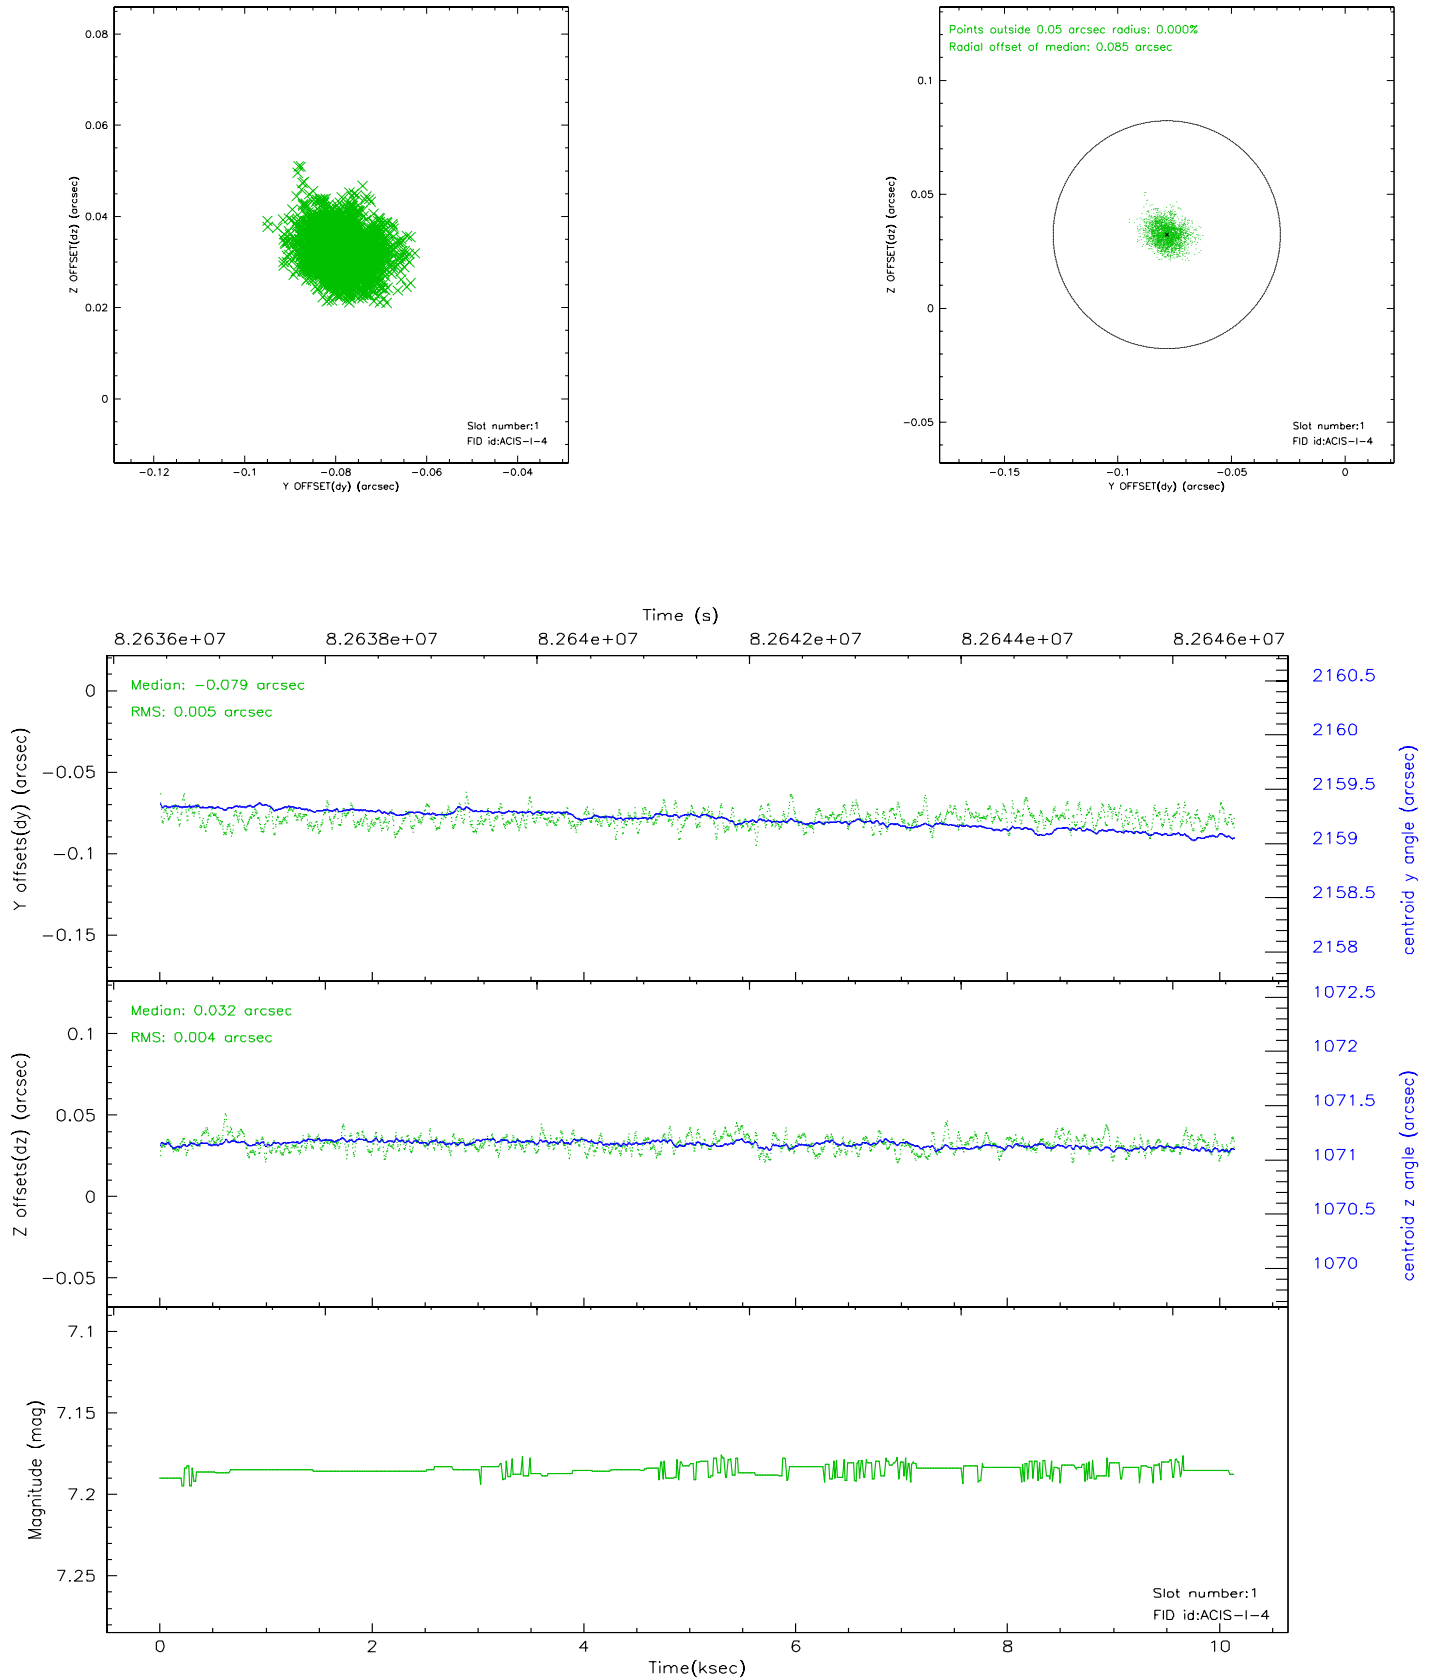 0.08
0.06
0.04
0.02
0
Z OFFSET(dz) (arcsec)
Slot number:1
FID id:ACIS-I-4
-0.12 -0.1 -0.08 -0.06 -0.04
Y OFFSET(dy) (arcsec)
Points outside 0.05 arcsec radius: 0.000%
Radial offset of median: 0.085 arcsec
0.1
0.05
0
-0.05
Z OFFSET(dz) (arcsec)
Slot number:1
FID id:ACIS-I-4
-0.15 -0.1 -0.05 0
Y OFFSET(dy) (arcsec)
Time (s)
8.2636e+07 8.2638e+07 8.264e+07 8.2642e+07 8.2644e+07 8.2646e+07
Median: -0.079 arcsec
RMS: 0.005 arcsec
0
-0.05
-0.1
-0.15
Y offsets(dy) (arcsec)
2160.5
2160
2159.5
2159
2158.5
2158
centroid y angle (arcsec)
Median: 0.032 arcsec
RMS: 0.004 arcsec
0.1
0.05
0
-0.05
Z offsets(dz) (arcsec)
1072.5
1072
1071.5
1071
1070.5
1070
centroid z angle (arcsec)
7.1
7.15
7.2
7.25
Magnitude (mag)
Slot number:1
FID id:ACIS-I-4
0 2 4 6 8 10
Time(ksec)